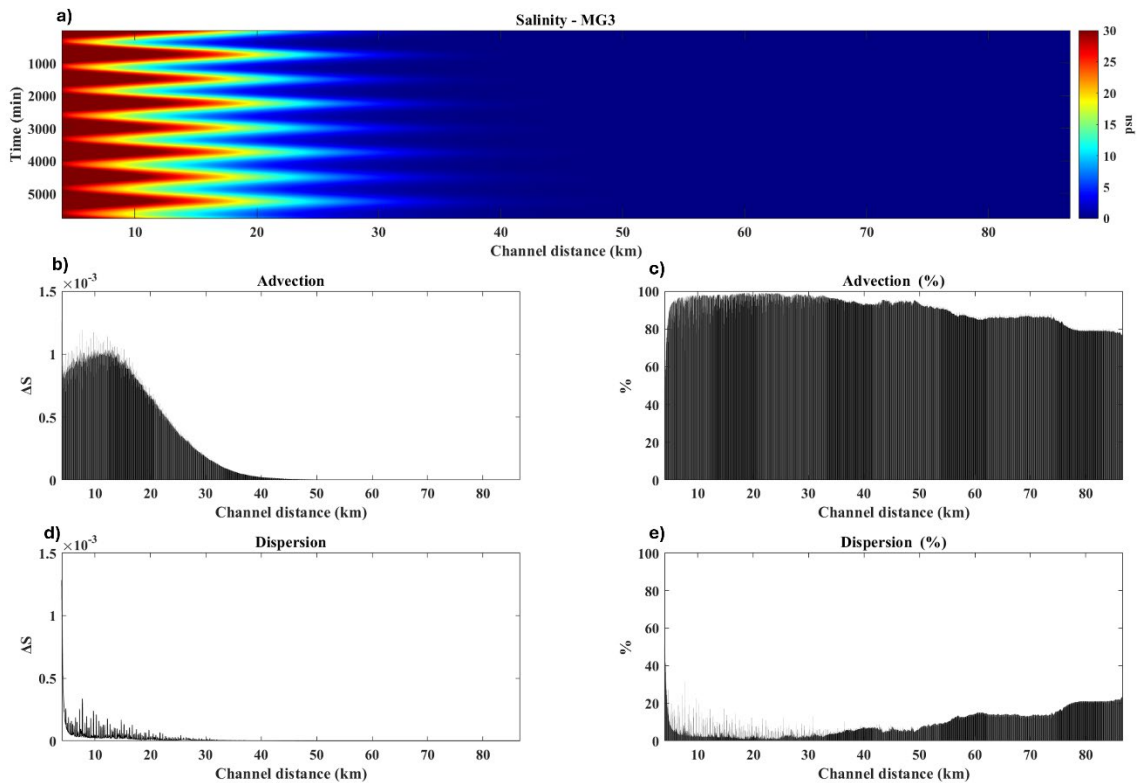 a)
Salinity - MG3
Time (min)
1000
2000
3000
4000
5000
10 20 30 40 50 60 70 80
Channel distance (km)
30
25
20
15
10
5
0
psu
b)
×10⁻³
Advection
1.5
1
0.5
0
ΔS
10 20 30 40 50 60 70 80
Channel distance (km)
c)
Advection (%)
100
80
60
40
20
0
%
10 20 30 40 50 60 70 80
Channel distance (km)
d)
×10⁻³
Dispersion
1.5
1
0.5
0
ΔS
10 20 30 40 50 60 70 80
Channel distance (km)
e)
Dispersion (%)
100
80
60
40
20
0
%
10 20 30 40 50 60 70 80
Channel distance (km)